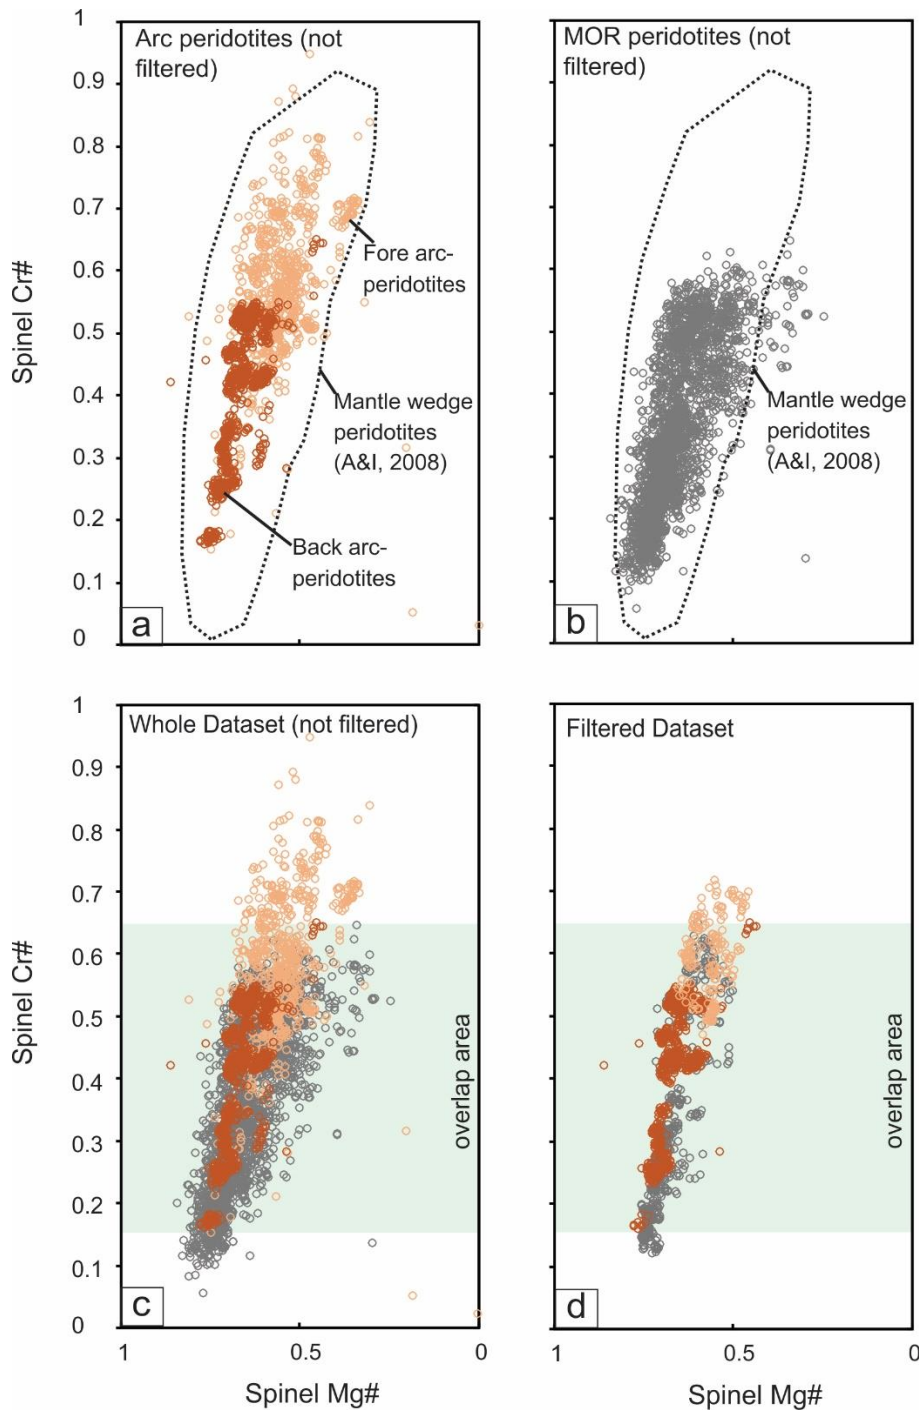 1
0.9
0.8
0.7
0.6
0.5
0.4
0.3
0.2
0.1
0
Spinel Cr#
Arc peridotites (not
filtered)
Fore arc-
peridotites
Mantle wedge
peridotites
(A&I, 2008)
Back arc-
peridotites
a
MOR peridotites (not
filtered)
Mantle wedge
peridotites
(A&I, 2008)
b
1
0.9
0.8
0.7
0.6
0.5
0.4
0.3
0.2
0.1
0
Spinel Cr#
Whole Dataset (not filtered)
overlap area
c
1
0.5
0
Spinel Mg#
Filtered Dataset
overlap area
d
0.5
0
Spinel Mg#